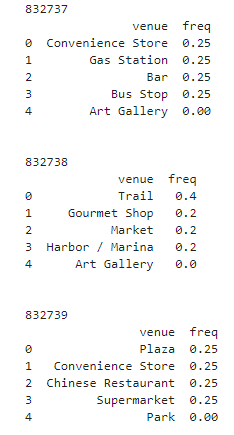 832737
venue freq
0 Convenience Store 0.25
1 Gas Station 0.25
2 Bar 0.25
3 Bus Stop 0.25
4 Art Gallery 0.00
832738
venue freq
0 Trail 0.4
1 Gourmet Shop 0.2
2 Market 0.2
3 Harbor / Marina 0.2
4 Art Gallery 0.0
832739
venue freq
0 Plaza 0.25
1 Convenience Store 0.25
2 Chinese Restaurant 0.25
3 Supermarket 0.25
4 Park 0.00